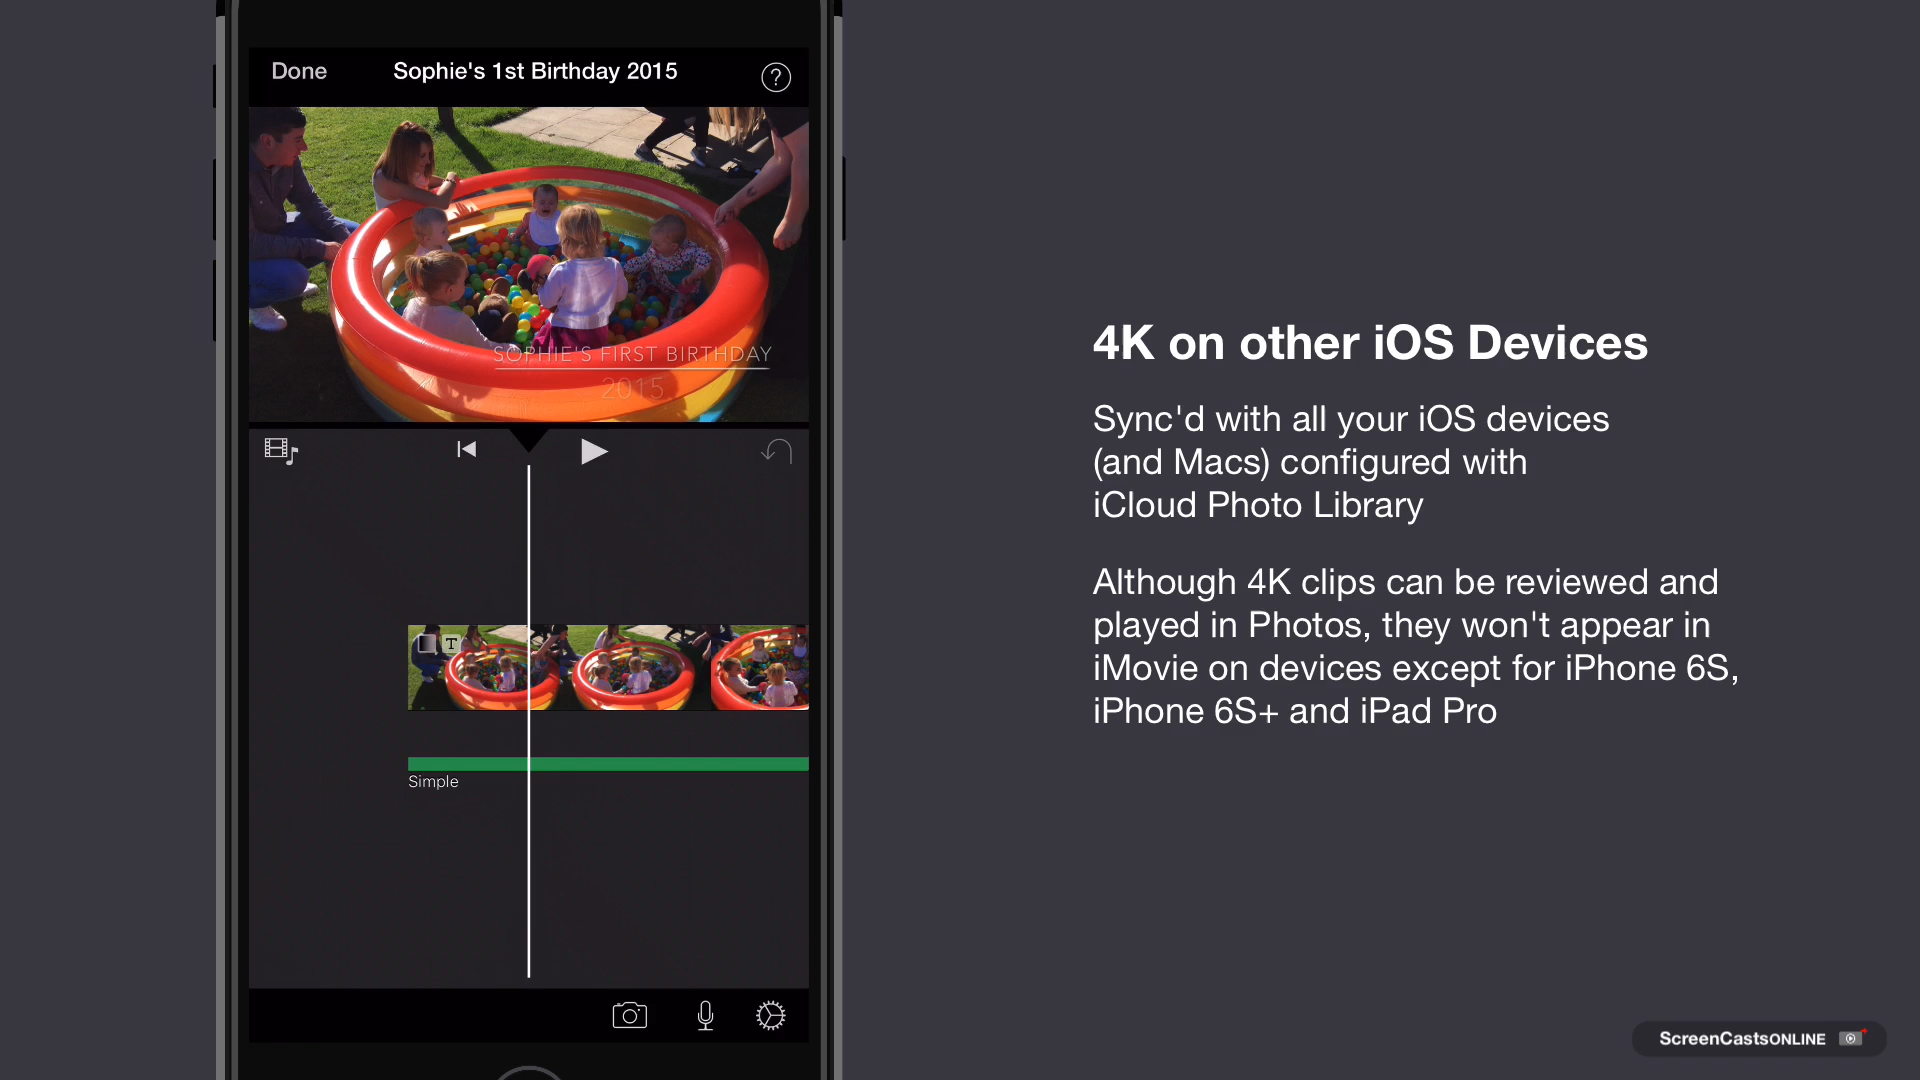 Done
Sophie's 1st Birthday 2015
?
SOPHIE'S FIRST BIRTHDAY
2015
T
Simple
4K on other iOS Devices
Sync'd with all your iOS devices
(and Macs) configured with
iCloud Photo Library
Although 4K clips can be reviewed and
played in Photos, they won't appear in
iMovie on devices except for iPhone 6S,
iPhone 6S+ and iPad Pro
ScreenCastsONLINE